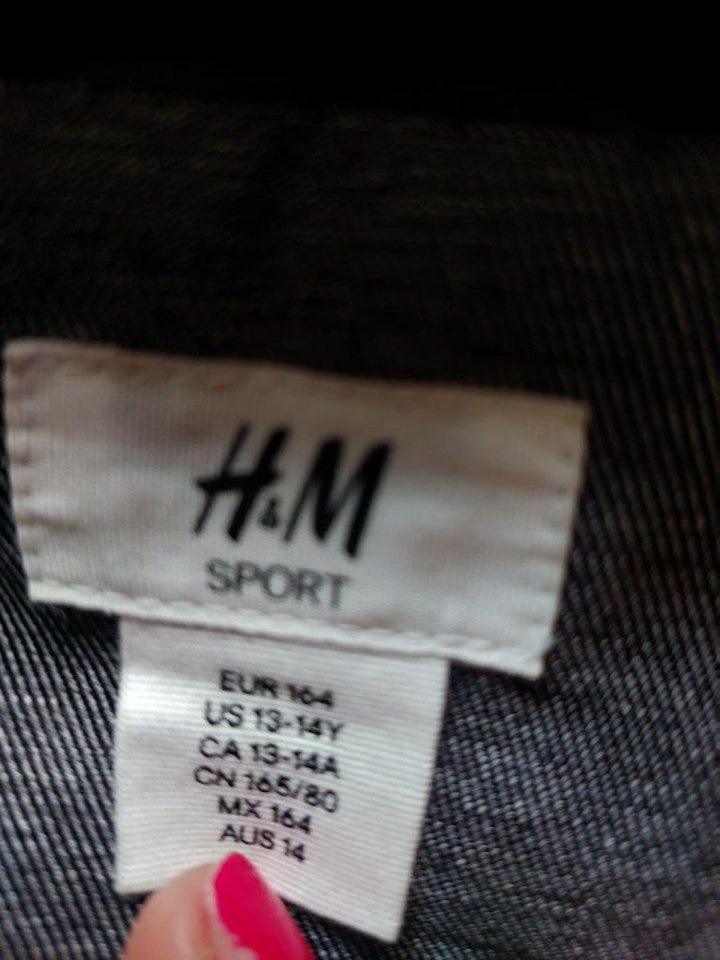 H&M
SPORT
EUR 164
US 13-14Y
CA 13-14A
CN 165/80
MX 164
AUS 14